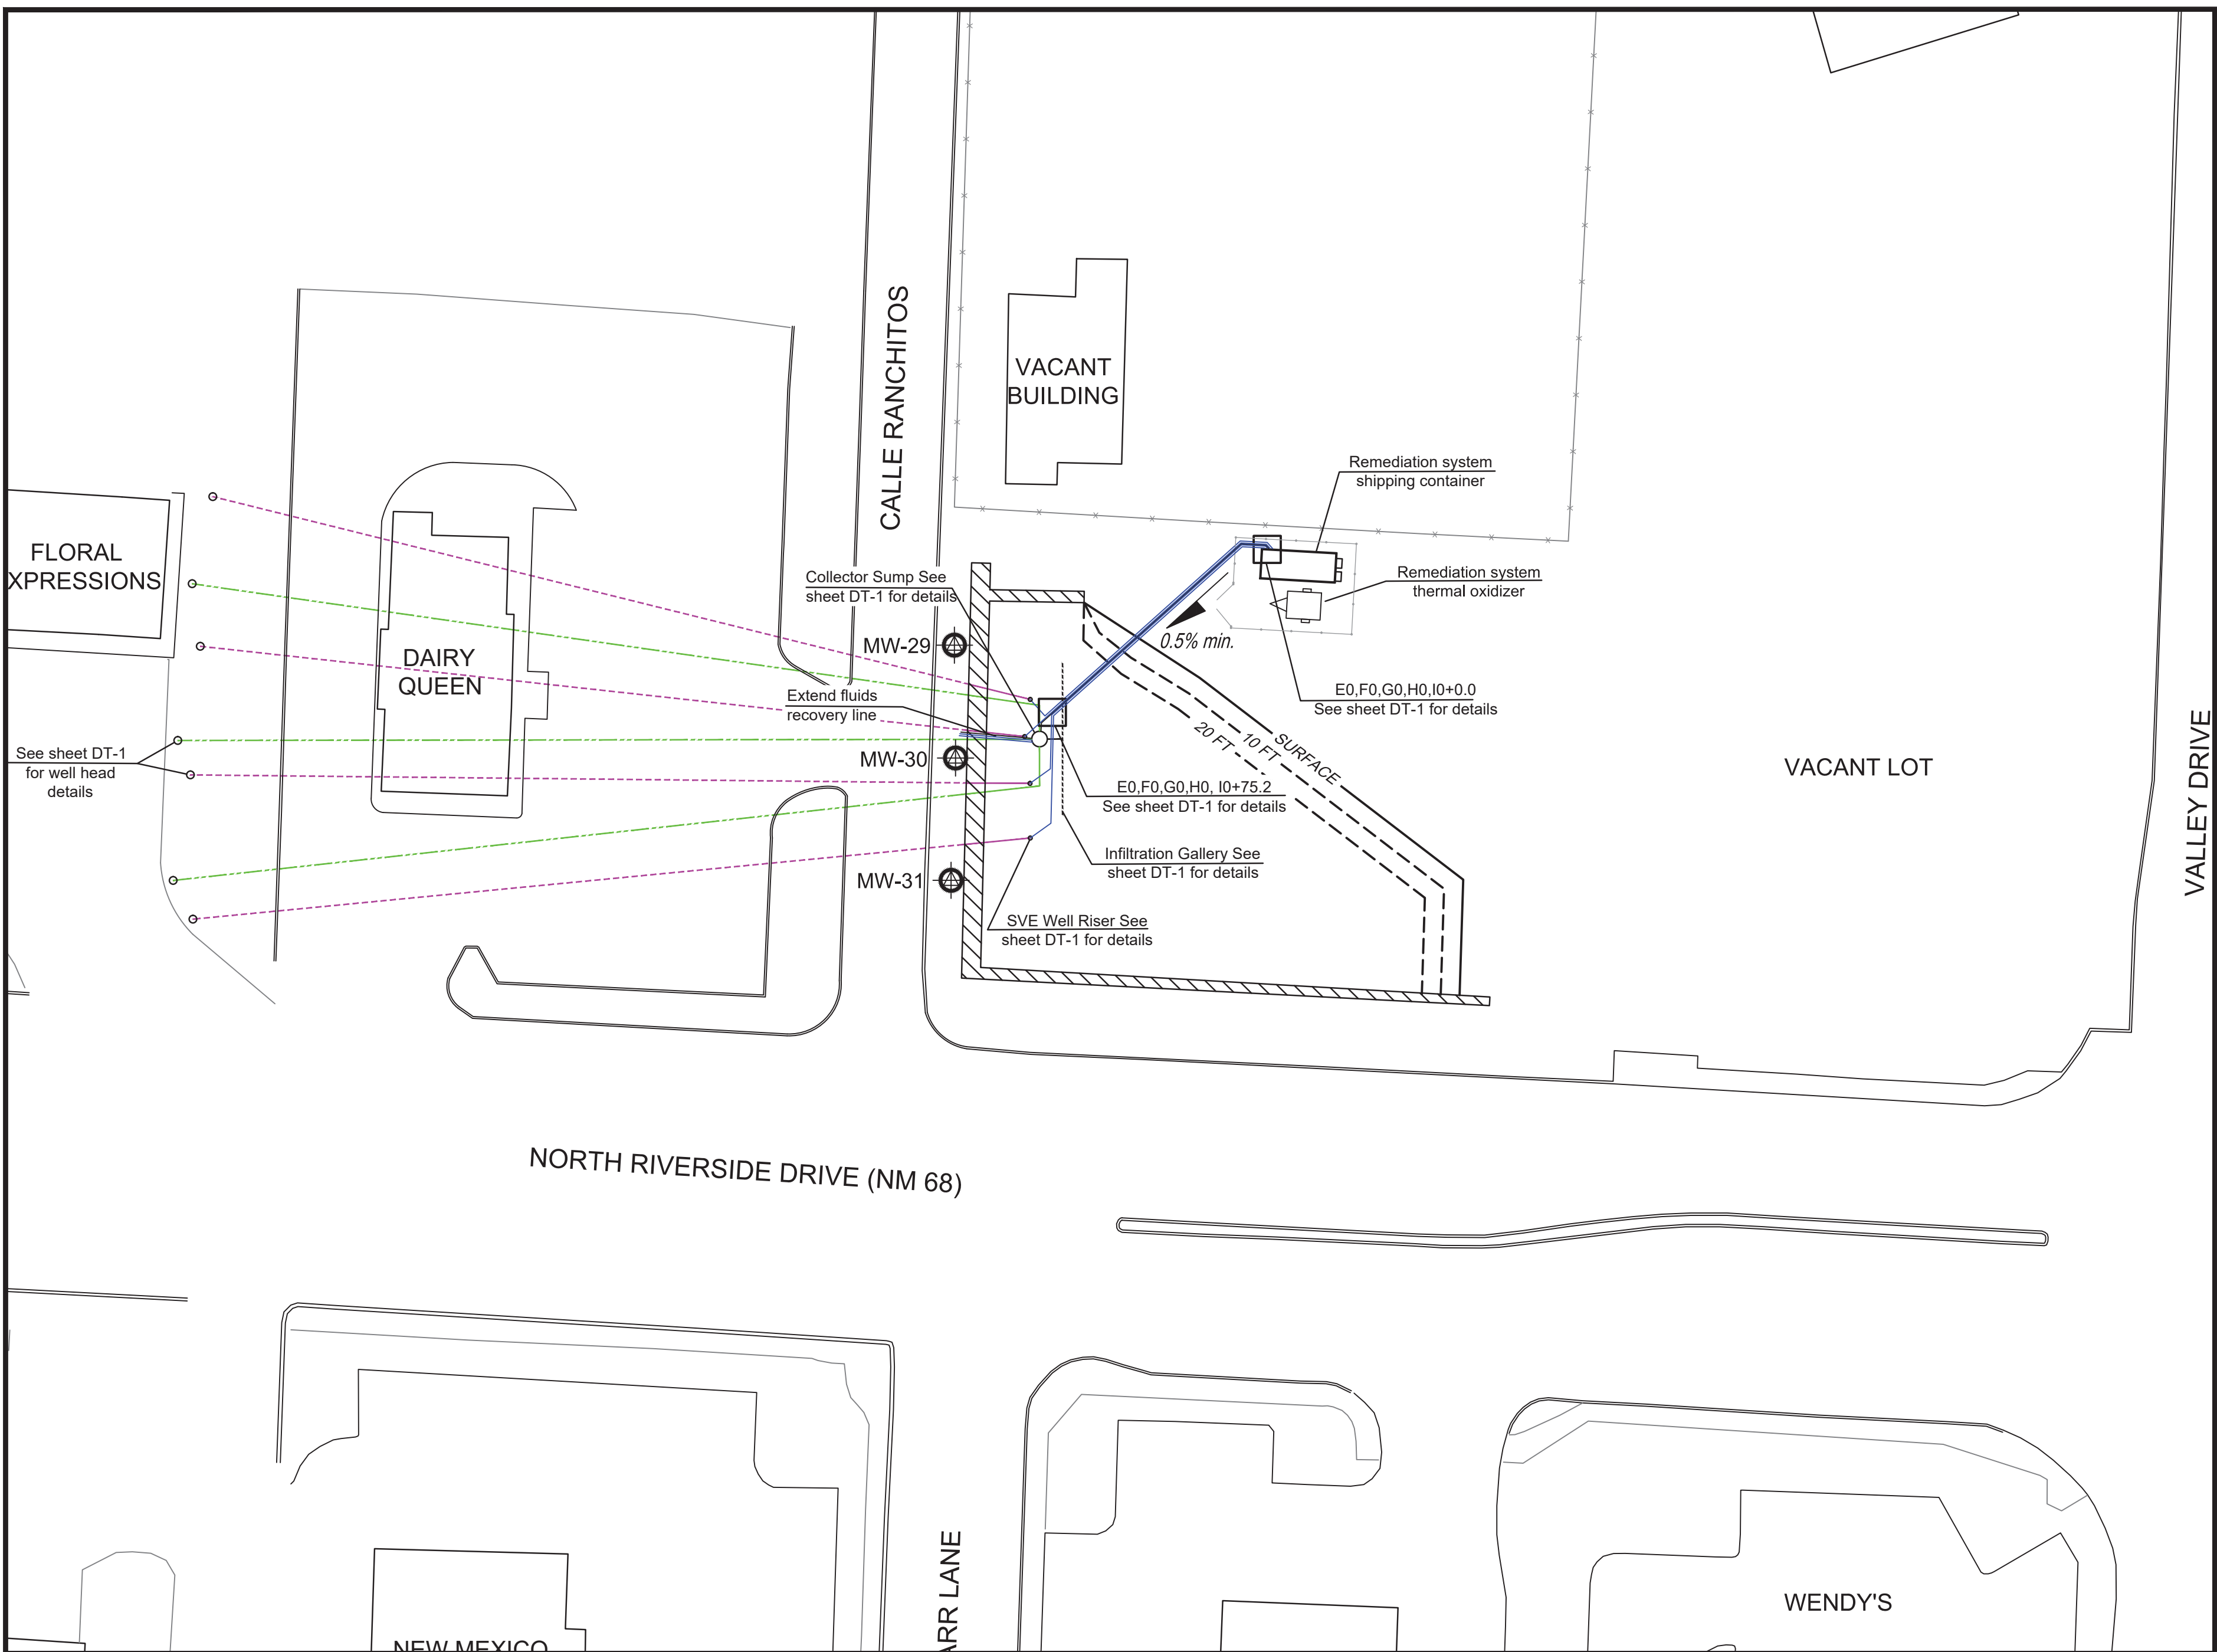 CALLE RANCHITOS
VACANT
BUILDING
Remediation system
shipping container
FLORAL
XPRESSIONS
Collector Sump See
sheet DT-1 for details
Remediation system
thermal oxidizer
MW-29
0.5% min.
DAIRY
QUEEN
Extend fluids
recovery line
E0,F0,G0,H0,I0+0.0
See sheet DT-1 for details
See sheet DT-1
for well head
details
MW-30
20 FT
10 FT
SURFACE
VACANT LOT
VALLEY DRIVE
E0,F0,G0,H0, I0+75.2
See sheet DT-1 for details
Infiltration Gallery See
sheet DT-1 for details
MW-31
SVE Well Riser See
sheet DT-1 for details
NORTH RIVERSIDE DRIVE (NM 68)
ARR LANE
WENDY'S
NEW MEXICO